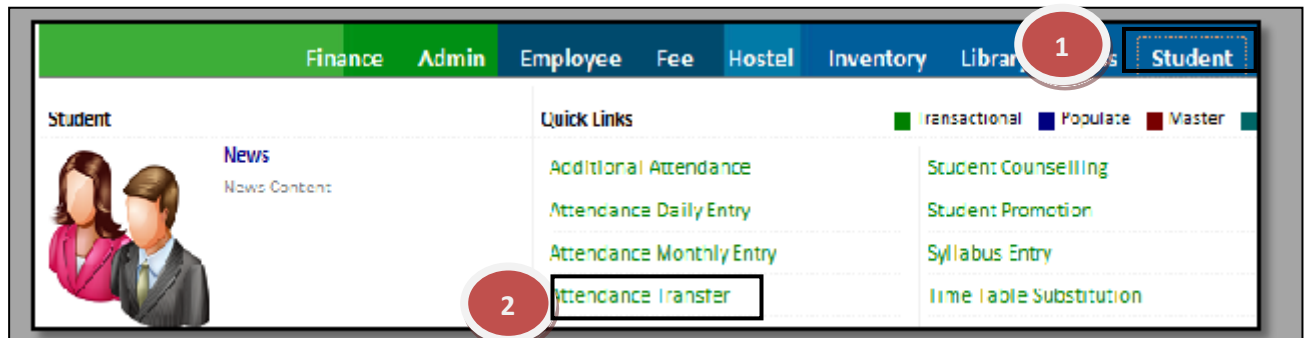 Finance Admin Employee Fee Hostel Inventory Student
1
Student
Quick Links
Transactional Populate Master
News
News Content
Additional Attendance
Student Counselling
Attendance Daily Entry
Student Promotion
Attendance Monthly Entry
Syllabus Entry
2
Attendance Transfer
Time Table Substitution